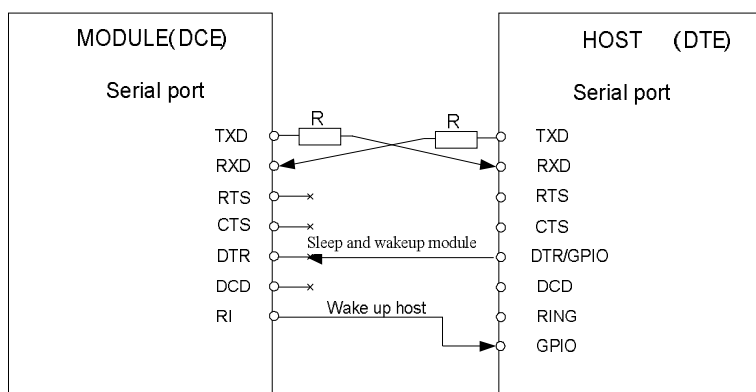 MODULE(DCE)
HOST (DTE)
Serial port
Serial port
R
R
TXD
TXD
RXD
RXD
RTS
RTS
CTS
CTS
Sleep and wakeup module
DTR
DTR/GPIO
DCD
DCD
Wake up host
RI
RING
GPIO